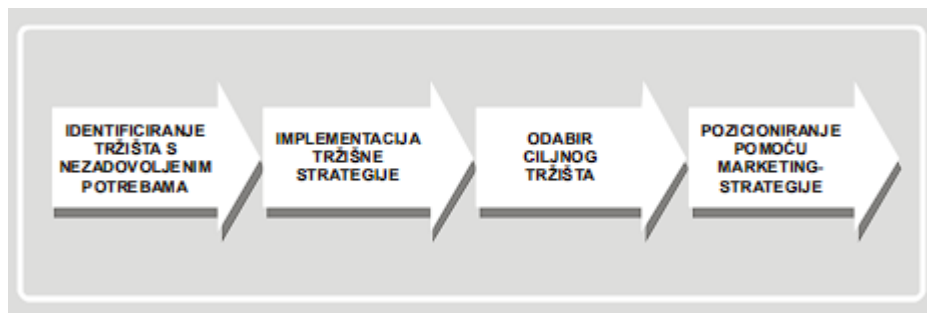 IDENTIFICIRANJE
TRŽIŠTA S
NEZADOVOLJENIM
POTREBAMA
IMPLEMENTACIJA
TRŽIŠNE
STRATEGIJE
ODABIR
CILJNOG
TRŽIŠTA
POZICIONIRANJE
POMOĆU
MARKETING-
STRATEGIJE